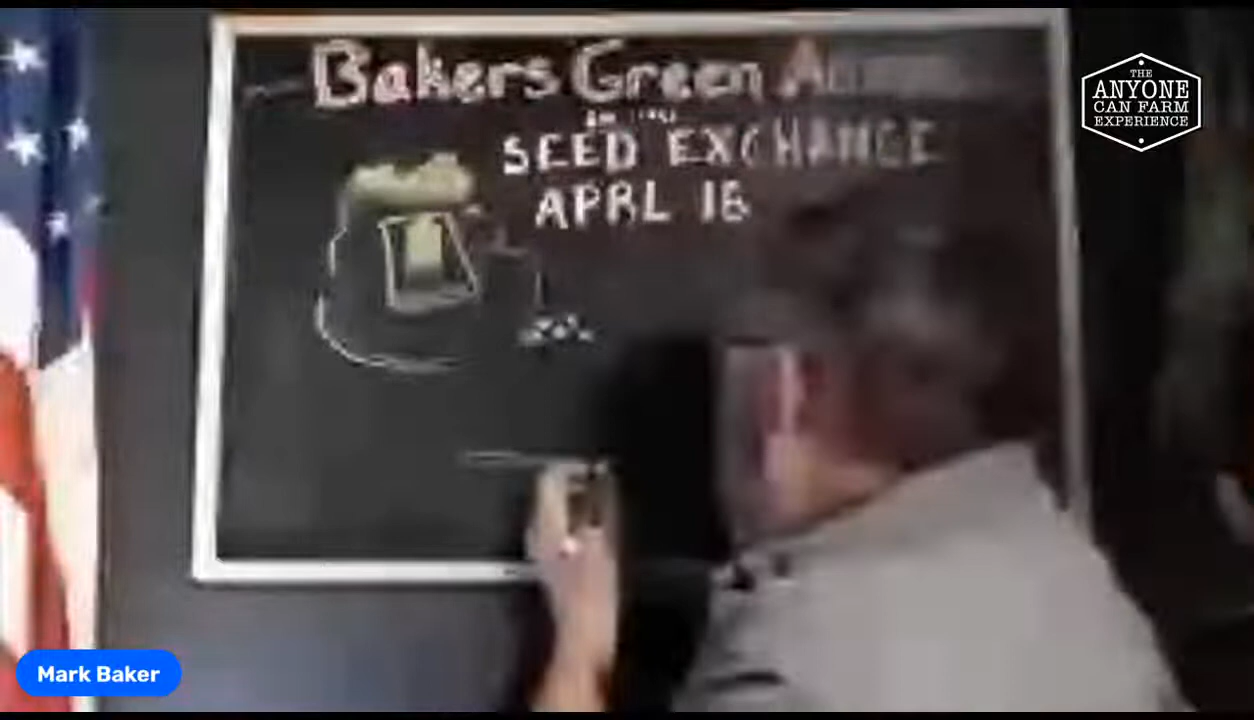 Bakers Green
SEED EXCHANGE
APRL 16
THE
ANYONE
CAN FARM
EXPERIENCE
Mark Baker